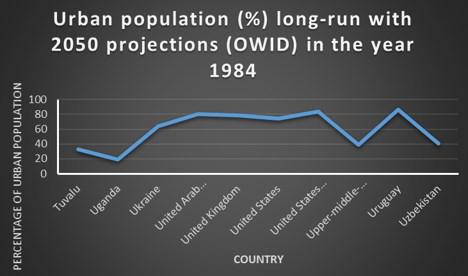 Urban population (%) long-run with
2050 projections (OWID) in the year
1984
PERCENTAGE OF URBAN POPULATION
100
80
60
40
20
0
Tuvalu
Uganda
Ukraine
United Arab…
United Kingdom
United States
United States…
Upper-middle-…
Uruguay
Uzbekistan
COUNTRY